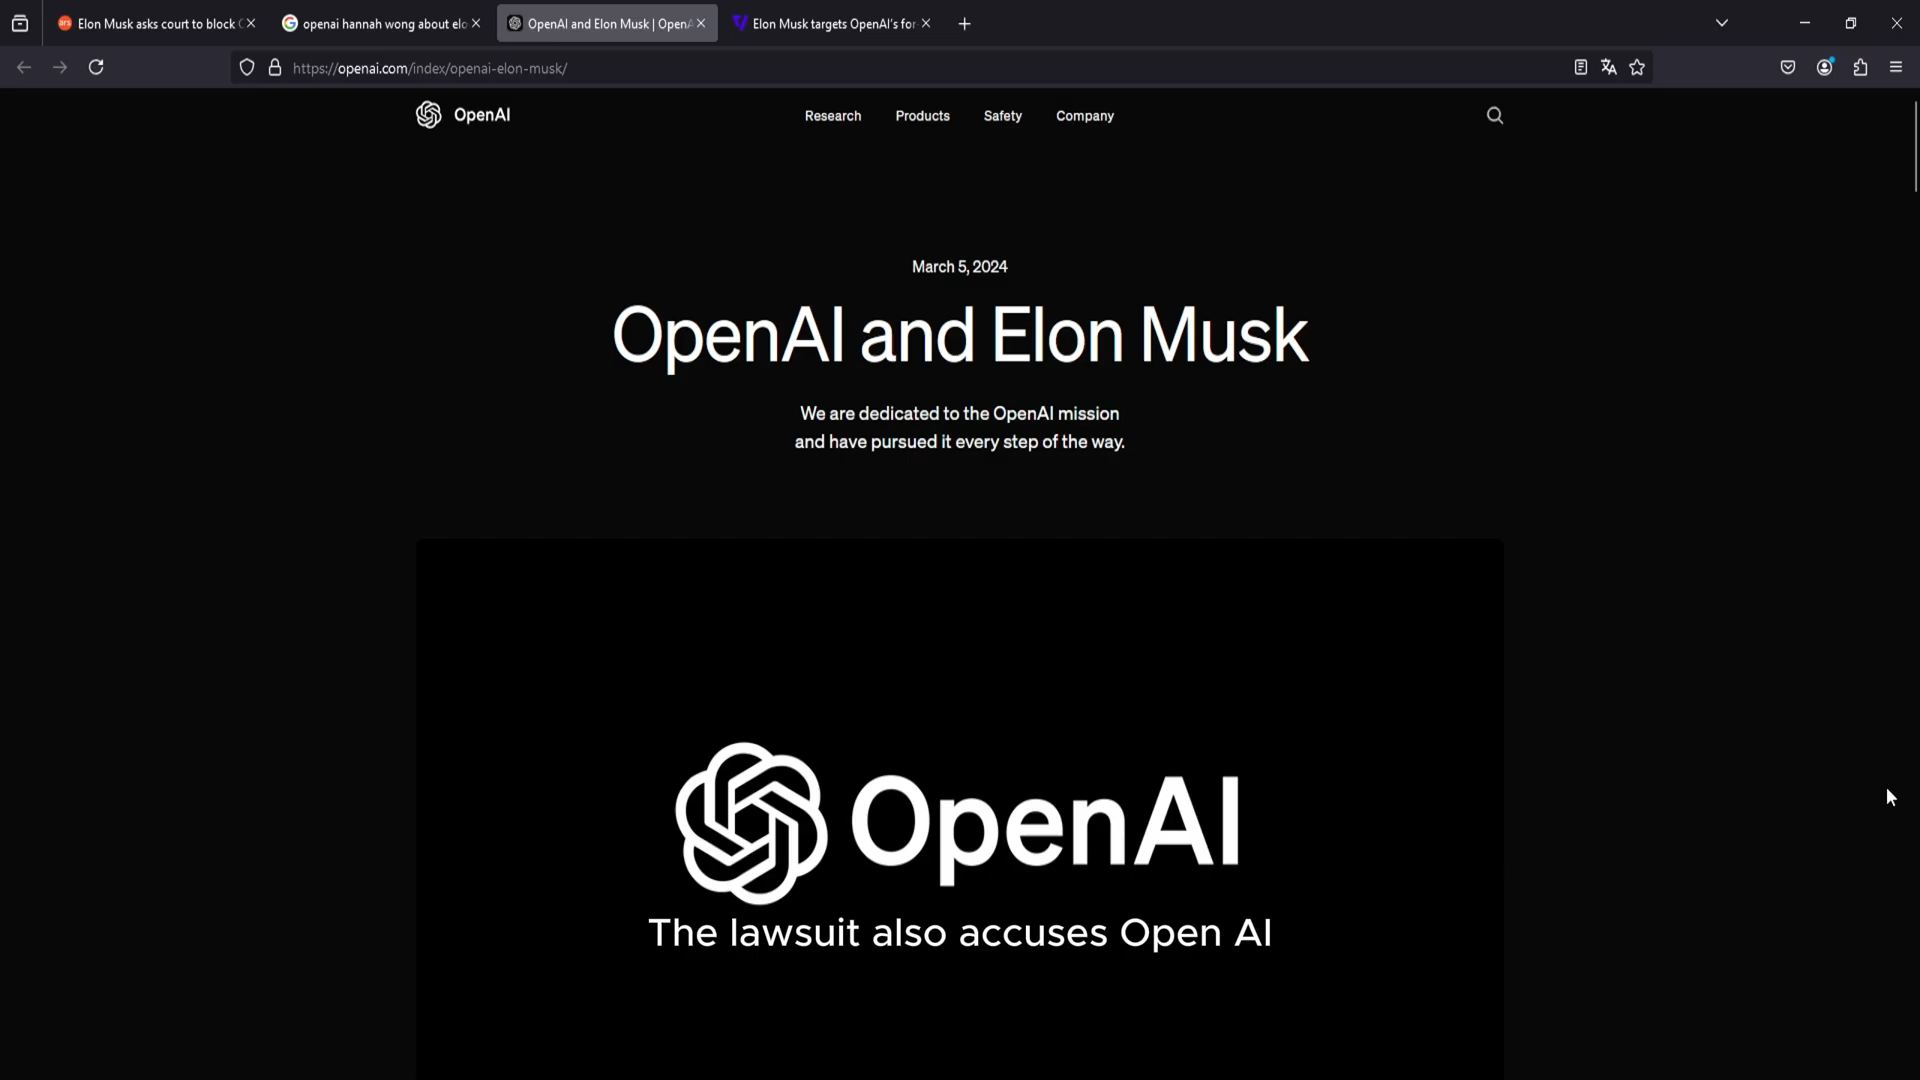 Elon Musk asks court to block
openai hannah wong about elo
OpenAI and Elon Musk | OpenA
Elon Musk targets OpenAI's for
https://openai.com/index/openai-elon-musk/
OpenAI
Research
Products
Safety
Company
March 5, 2024
OpenAI and Elon Musk
We are dedicated to the OpenAI mission
and have pursued it every step of the way.
OpenAI
The lawsuit also accuses Open AI